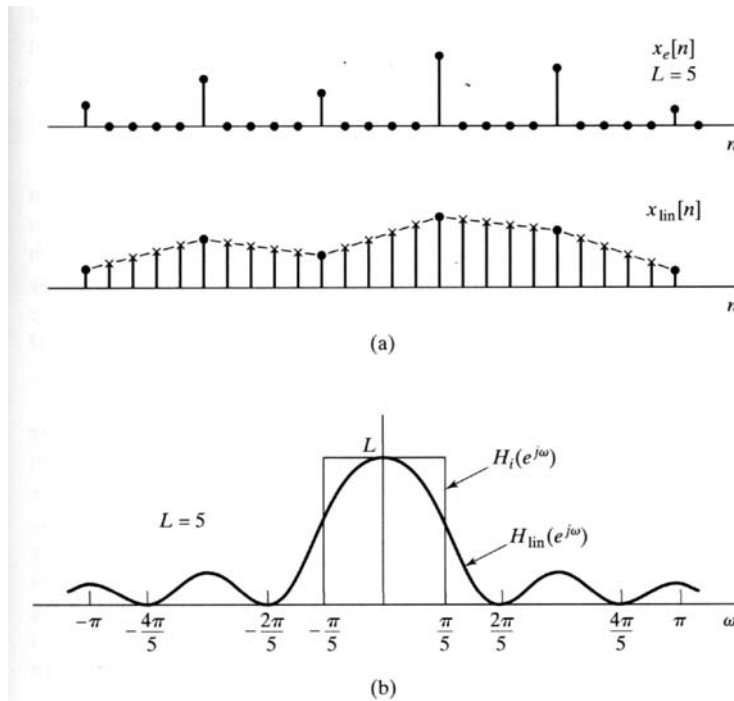 x_e[n]
L = 5
n
x_lin[n]
n
(a)
L
H_i(e^{jω})
L = 5
H_lin(e^{jω})
-π
-4π/5
-2π/5
-π/5
π/5
2π/5
4π/5
π
ω
(b)